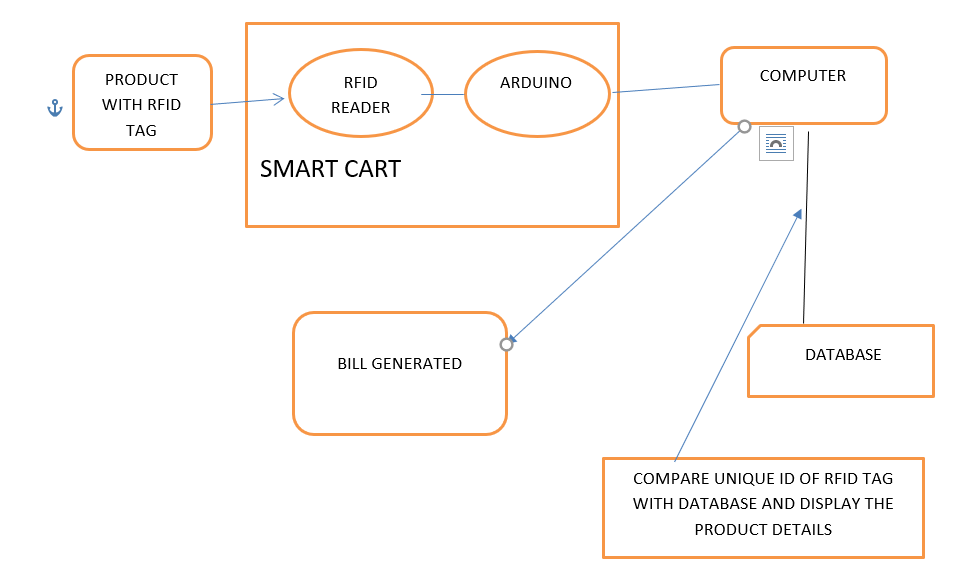 PRODUCT
WITH RFID
TAG
RFID
READER
ARDUINO
SMART CART
COMPUTER
BILL GENERATED
DATABASE
COMPARE UNIQUE ID OF RFID TAG
WITH DATABASE AND DISPLAY THE
PRODUCT DETAILS